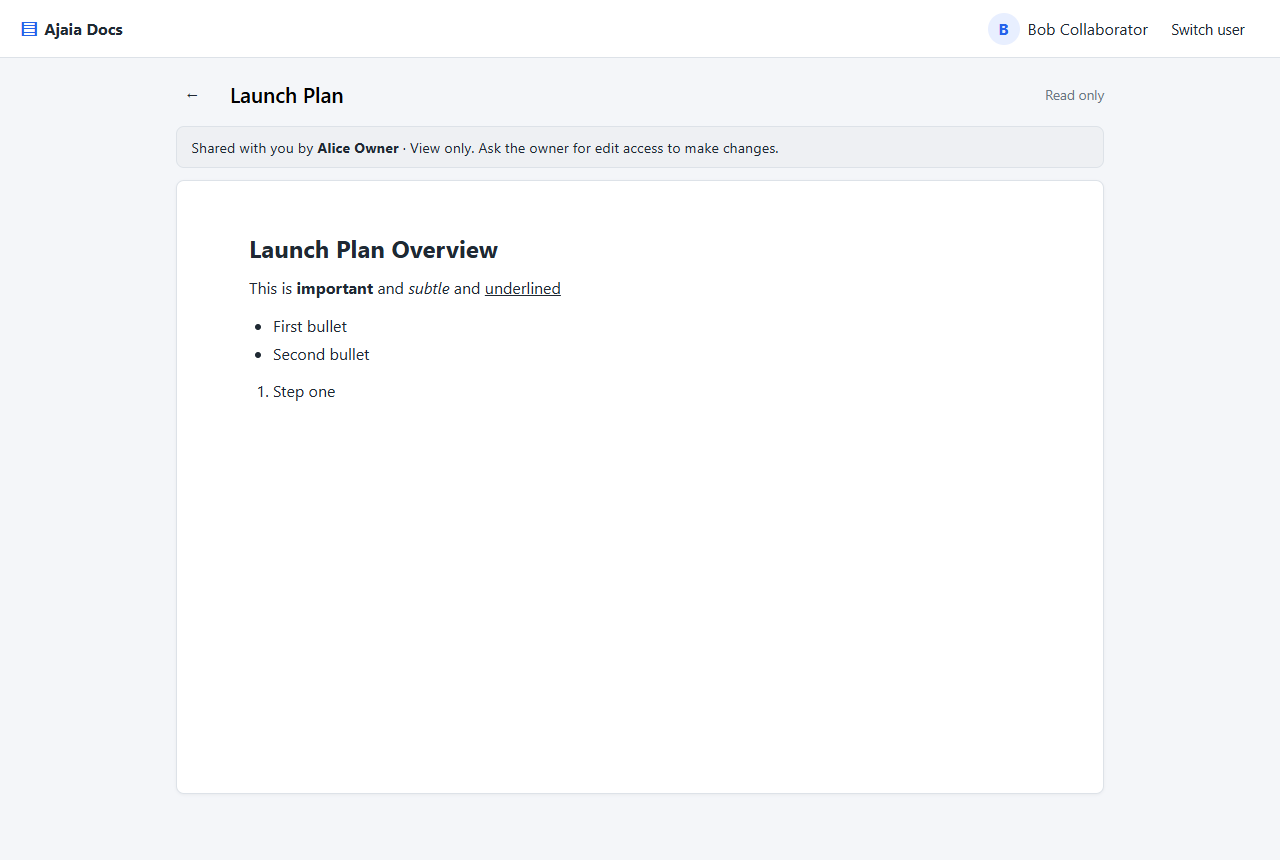 Ajaia Docs
B Bob Collaborator Switch user
← Launch Plan Read only
Shared with you by Alice Owner · View only. Ask the owner for edit access to make changes.
Launch Plan Overview
This is important and subtle and underlined
• First bullet
• Second bullet
1. Step one